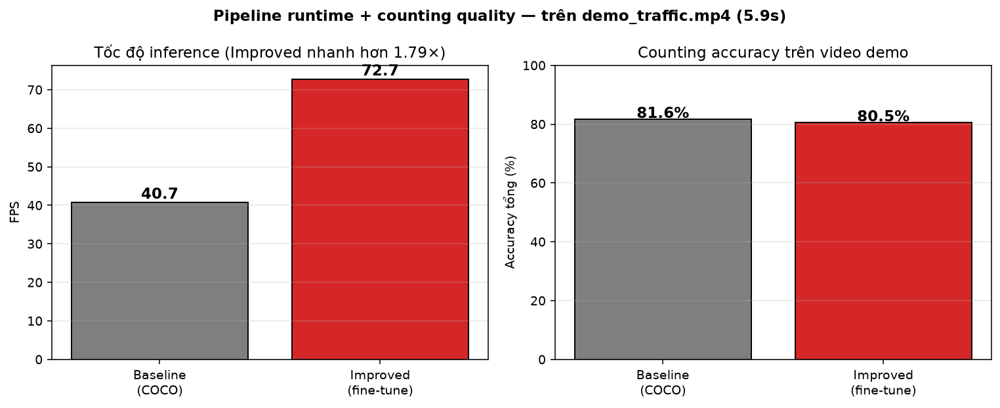 Pipeline runtime + counting quality — trên demo_traffic.mp4 (5.9s)
Tốc độ inference (Improved nhanh hơn 1.79×)
FPS
70
60
50
40
30
20
10
0
40.7
72.7
Baseline
(COCO)
Improved
(fine-tune)
Counting accuracy trên video demo
Accuracy tổng (%)
100
80
60
40
20
0
81.6%
80.5%
Baseline
(COCO)
Improved
(fine-tune)